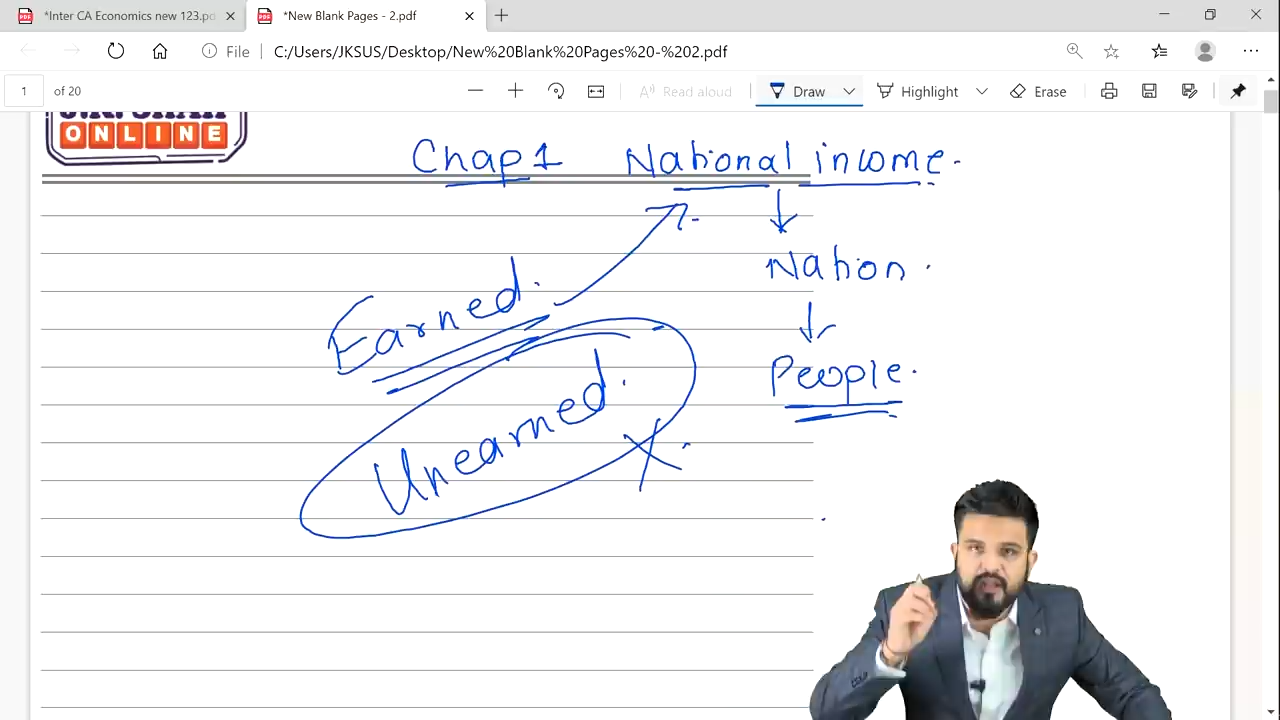 *Inter CA Economics new 123.pd
*New Blank Pages - 2.pdf
File
C:/Users/JKSUS/Desktop/New%20Blank%20Pages%20-%202.pdf
1 of 20
Read aloud
Draw
Highlight
Erase
ONLINE
Chap 1 National income.
Nation.
Earned.
People.
Unearned.